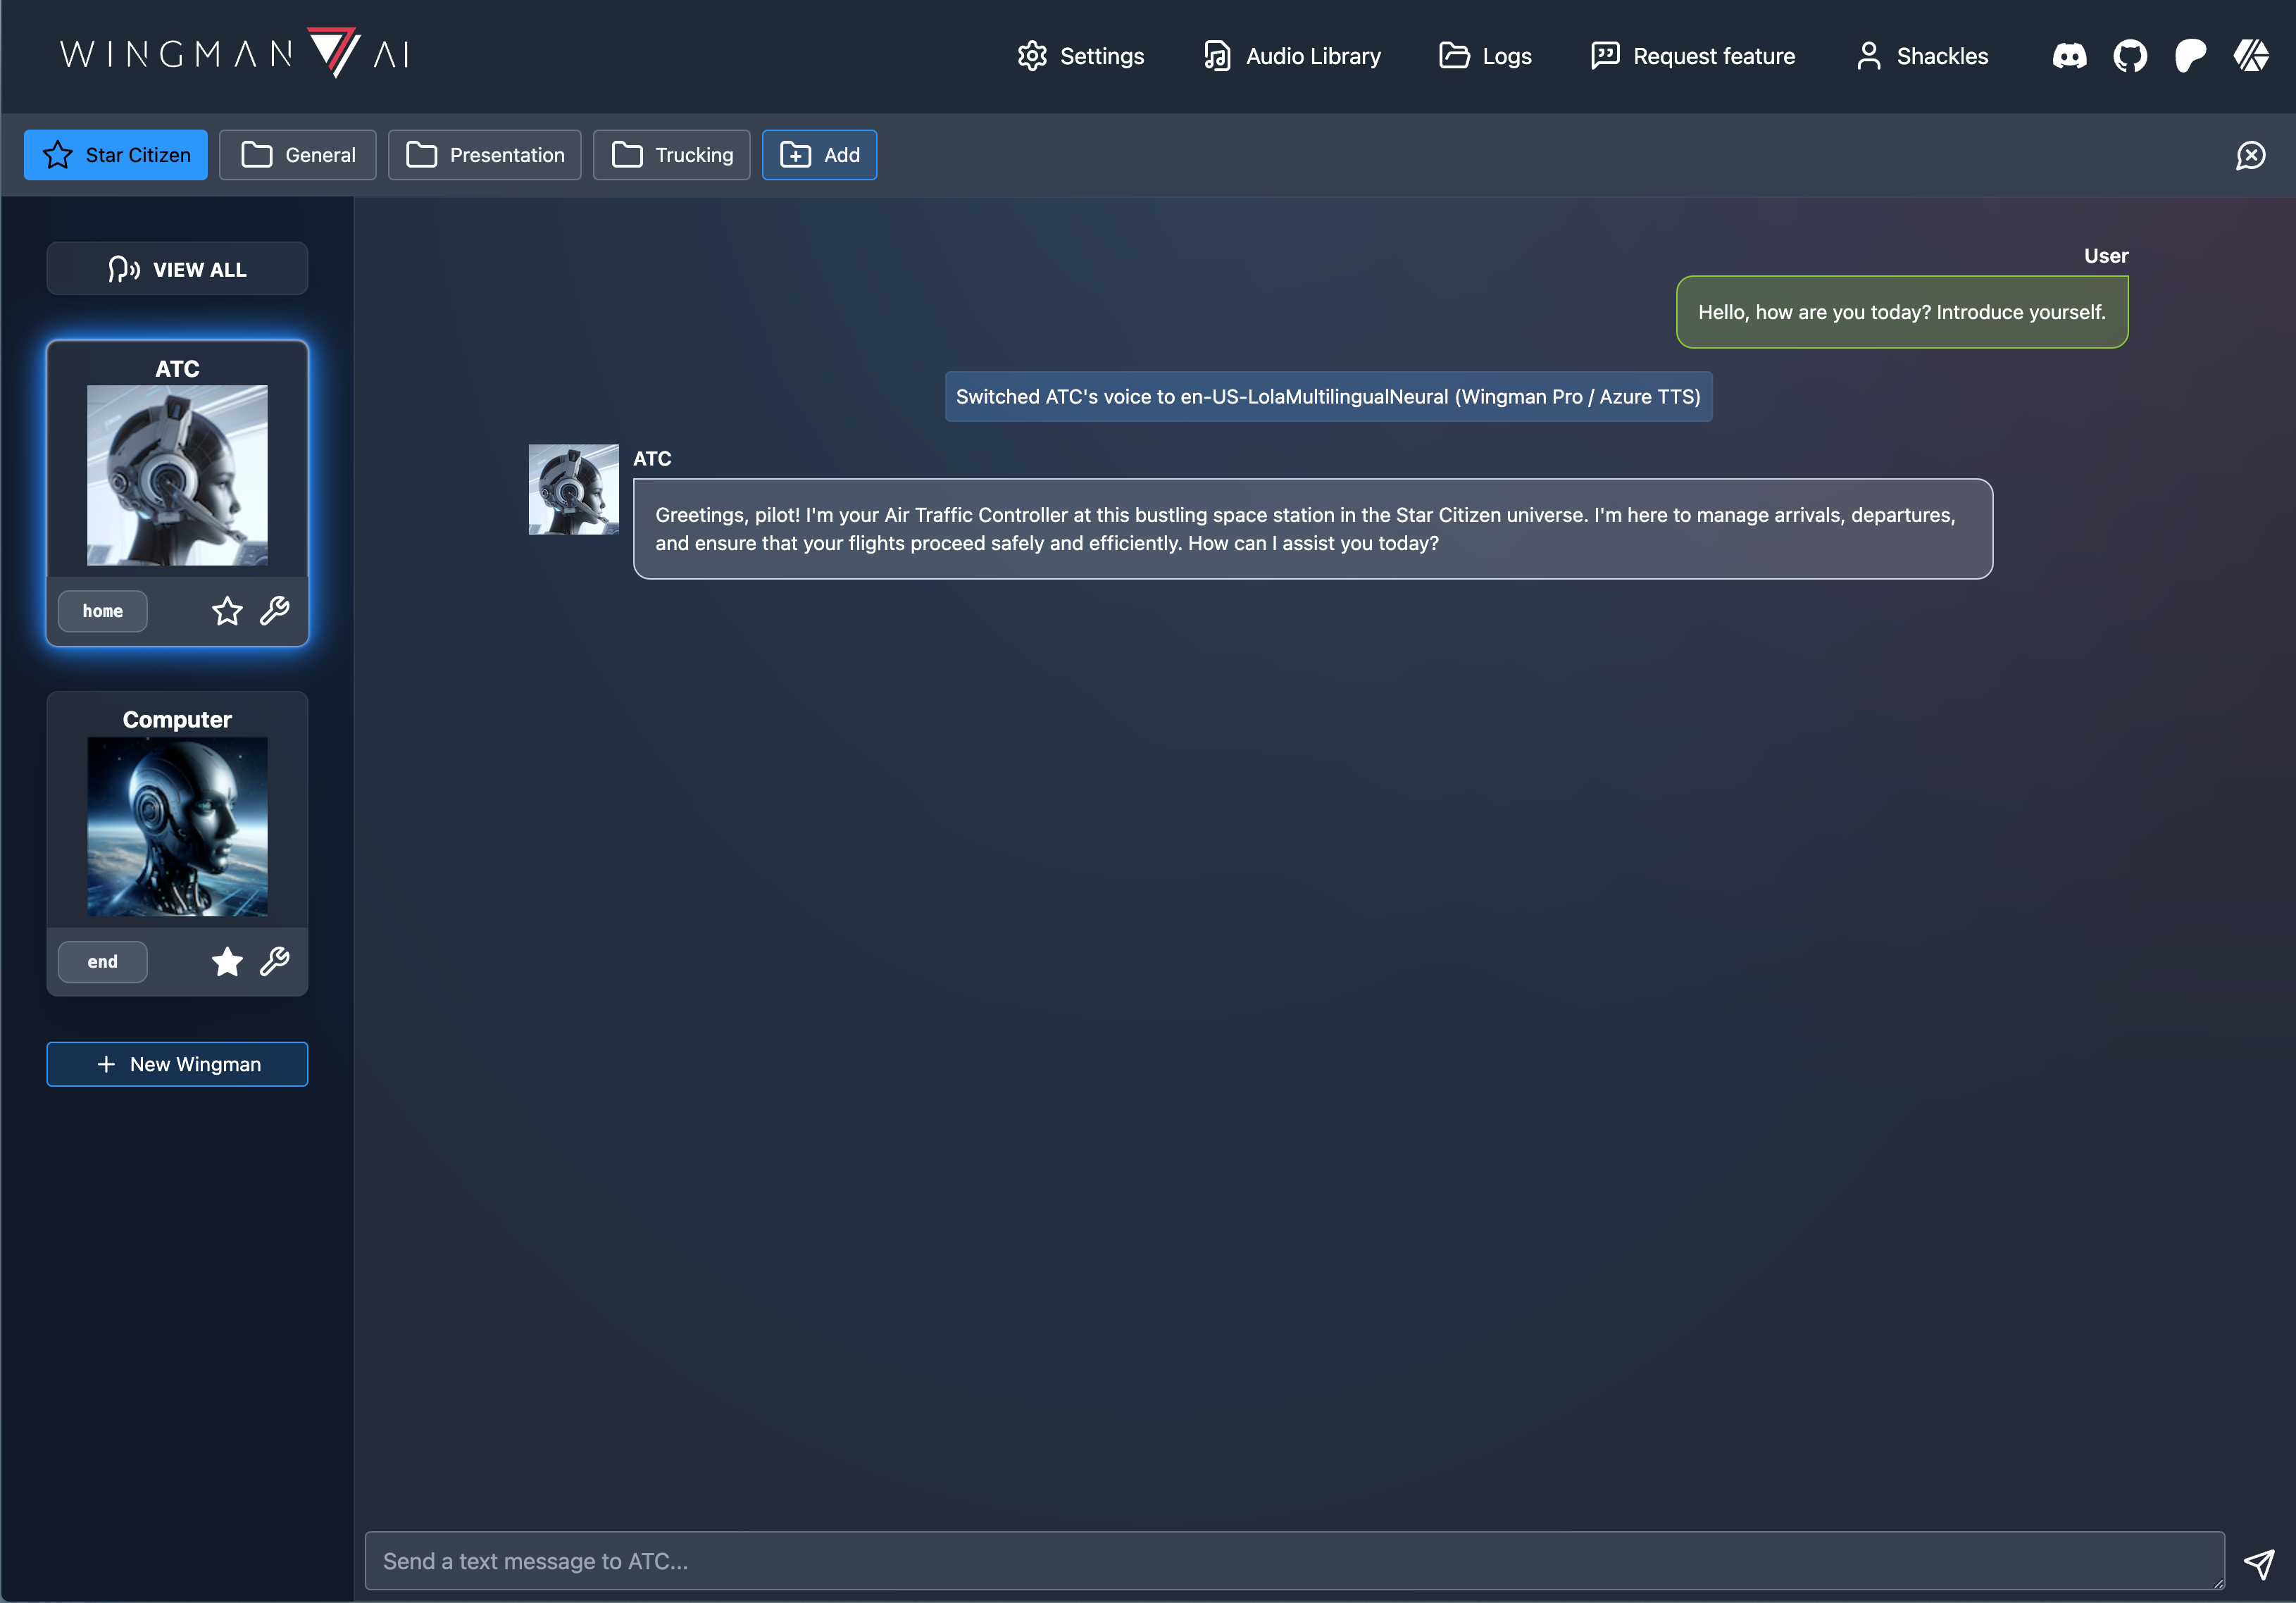 WINGMAN AI
Settings
Audio Library
Logs
Request feature
Shackles
Star Citizen
General
Presentation
Trucking
Add
VIEW ALL
ATC
home
Computer
end
New Wingman
User
Hello, how are you today? Introduce yourself.
Switched ATC's voice to en-US-LolaMultilingualNeural (Wingman Pro / Azure TTS)
ATC
Greetings, pilot! I'm your Air Traffic Controller at this bustling space station in the Star Citizen universe. I'm here to manage arrivals, departures,
and ensure that your flights proceed safely and efficiently. How can I assist you today?
Send a text message to ATC...